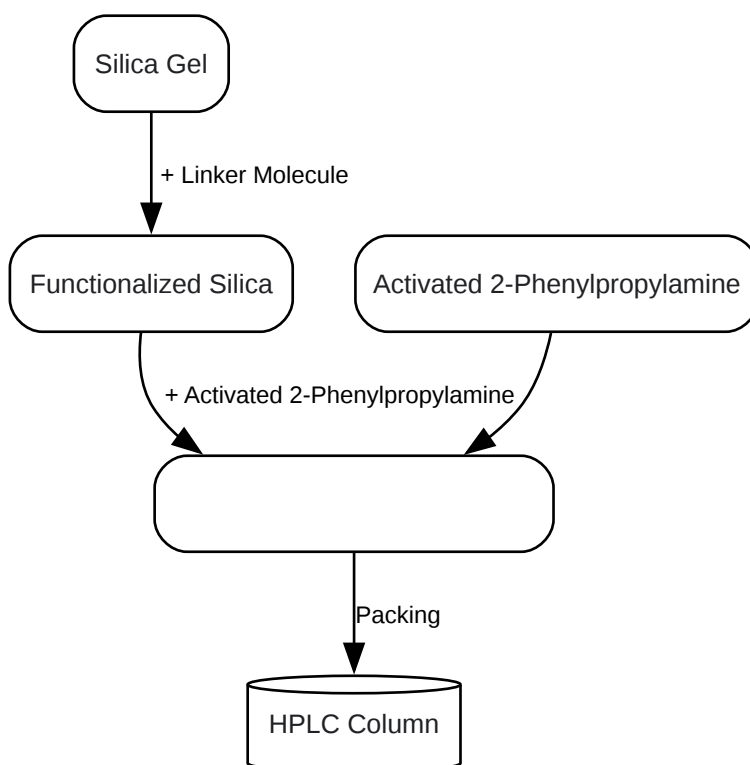 Silica Gel
+ Linker Molecule
Functionalized Silica
Activated 2-Phenylpropylamine
+ Activated 2-Phenylpropylamine
Packing
HPLC Column